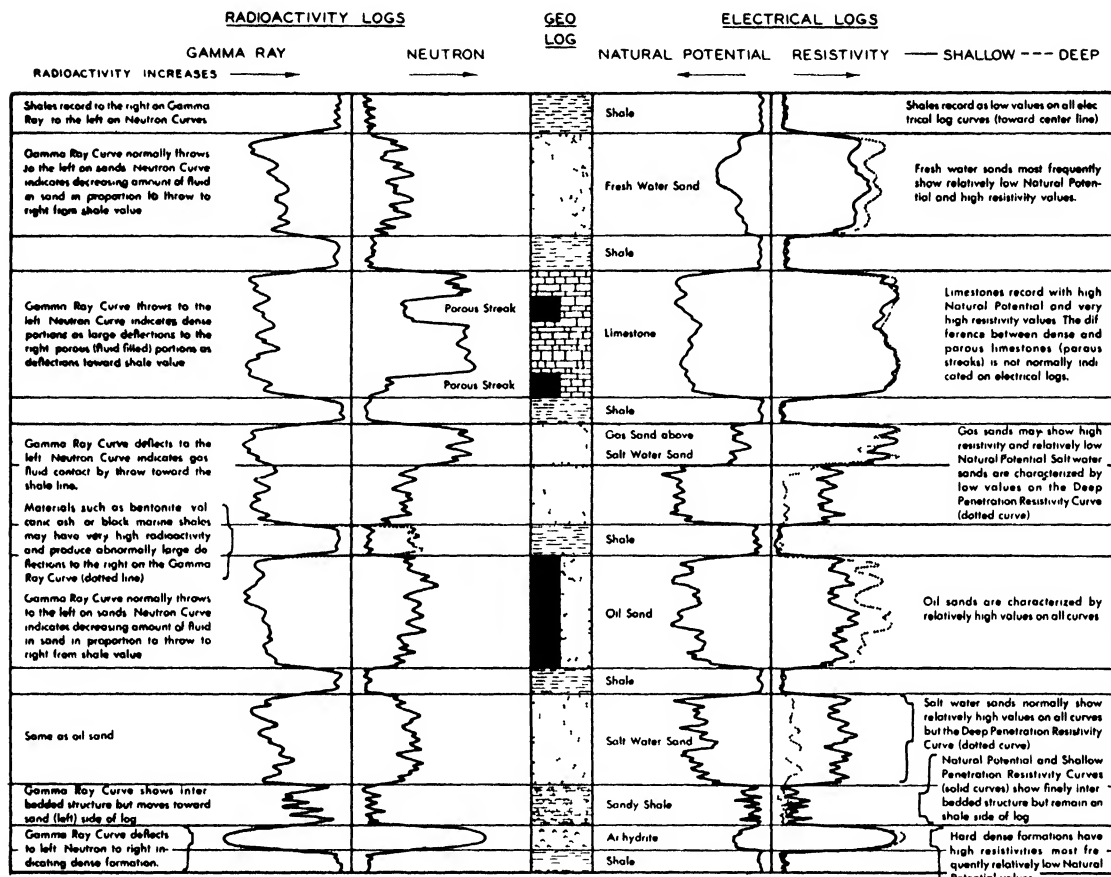 RADIOACTIVITY LOGS
GEO
LOG
ELECTRICAL LOGS
GAMMA RAY
NEUTRON
NATURAL POTENTIAL
RESISTIVITY
SHALLOW
DEEP
RADIOACTIVITY INCREASES
Shales record to the right on Gamma
Ray to the left on Neutron Curves
Shale
Shales record as low values on all elec
trical log curves (toward center line)
Gamma Ray Curve normally throws
to the left on sands Neutron Curve
indicates decreasing amount of fluid
in sand in proportion to throw to
right from shale value
Fresh Water Sand
Fresh water sands most frequently
show relatively low Natural Poten-
tial and high resistivity values.
Shale
Gamma Ray Curve throws to the
left Neutron Curve indicates dense
portions as large deflections to the
right porous (fluid filled) portions as
deflections toward shale value
Porous Streak
Porous Streak
Limestone
Limestones record with high
Natural Potential and very
high resistivity values. The dif
ference between dense and
porous limestones (porous
streaks) is not normally indi
cated on electrical logs.
Shale
Gamma Ray Curve deflects to the
left Neutron Curve indicates gas
fluid contact by throw toward the
shale line.
Gas Sand above
Salt Water Sand
Gas sands may show high
resistivity and relatively low
Natural Potential Salt water
sands are characterized by
low values on the Deep
Penetration Resistivity Curve
(dotted curve)
Materials such as bentonite vol
canic ash or black marine shales
may have very high radioactivity
and produce abnormally large de
flections to the right on the Gamma
Ray Curve (dotted line)
Shale
Gamma Ray Curve normally throws
to the left on sands Neutron Curve
indicates decreasing amount of fluid
in sand in proportion to throw to
right from shale value
Oil Sand
Oil sands are characterized by
relatively high values on all curves
Shale
Same as oil sand
Salt Water Sand
Salt water sands normally show
relatively high values on all curves
but the Deep Penetration Resistivity
Curve (dotted curve)
Gamma Ray Curve shows inter
bedded structure but moves toward
sand (left) side of log
Sandy Shale
Natural Potential and Shallow
Penetration Resistivity Curves
(solid curves) show finely inter
bedded structure but remain on
shale side of log
Gamma Ray Curve deflects
to left Neutron to right in-
dicating dense formation.
Anhydrite
Shale
Hard dense formations have
high resistivities most fre
quently relatively low Natural
Potential values